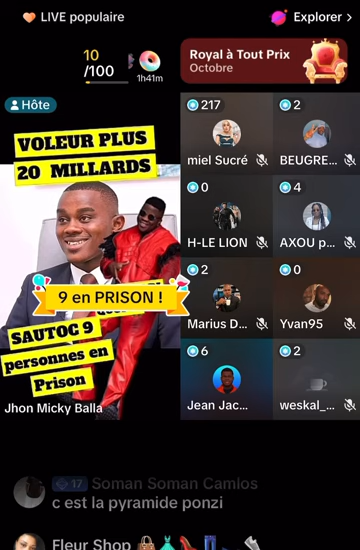 LIVE populaire
Explorer >
10
/100
1h41m
Royal à Tout Prix
Octobre
Hôte
VOLEUR PLUS
20 MILLARDS
217
miel Sucré
2
BEUGRE...
0
H-LE LION
4
AXOU p...
9 en PRISON !
2
Marius D...
0
Yvan95
SAUTOC 9
personnes en
Prison
6
Jean Jac...
2
weskal_...
Jhon Micky Balla
17 Soman Soman Camlos
c est la pyramide ponzi
Fleur Shop